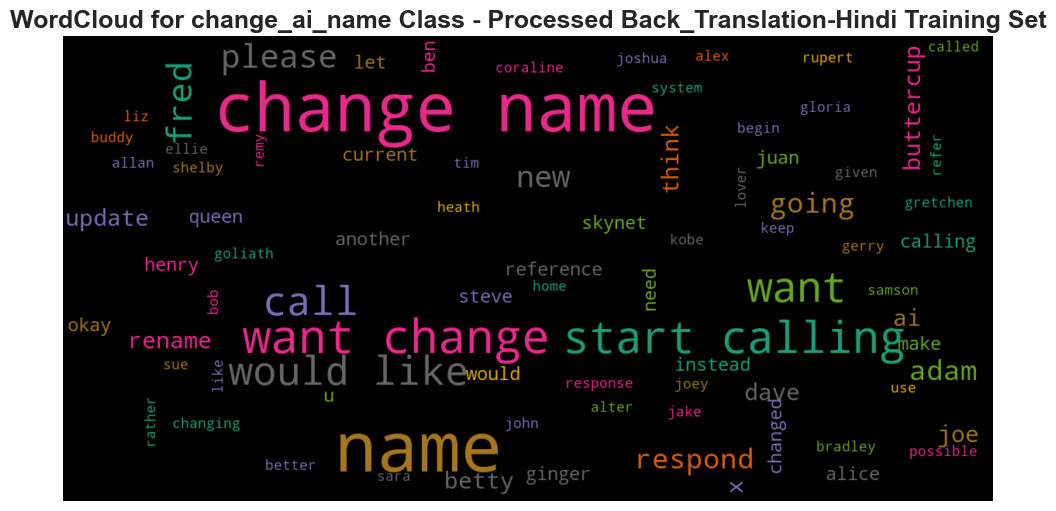 WordCloud for change_ai_name Class - Processed Back_Translation-Hindi Training Set
please let ben coraline joshua alex rupert called
fred change name system gloria buttercup
liz buddy ellie allan shelby remy current tim think begin juan given refer
new lover going gretchen
update queen heath skynet keep
another kobe gerry calling
henry goliath reference home need samson
bob call steve want ai
okay rename want change start calling make
sue like would like would instead adam
u response joey dave use
rather changing alter jake changed joe
name john bradley possible
better sara betty ginger respond x alice